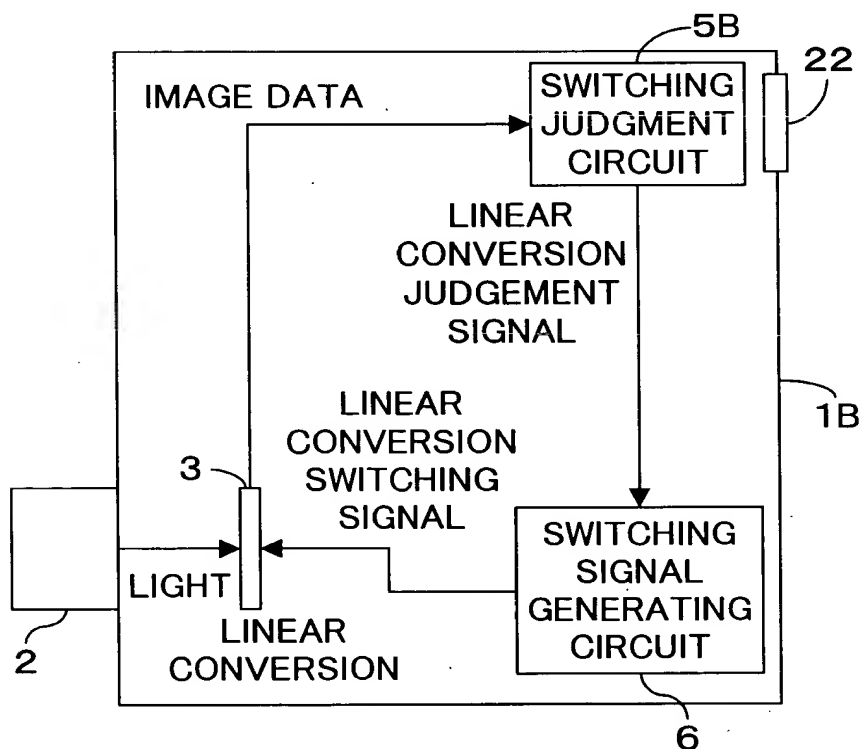 5B
22
IMAGE DATA
SWITCHING
JUDGMENT
CIRCUIT
LINEAR
CONVERSION
JUDGEMENT
SIGNAL
1B
LINEAR
CONVERSION
SWITCHING
SIGNAL
3
LIGHT
SWITCHING
SIGNAL
GENERATING
CIRCUIT
LINEAR
CONVERSION
2
6